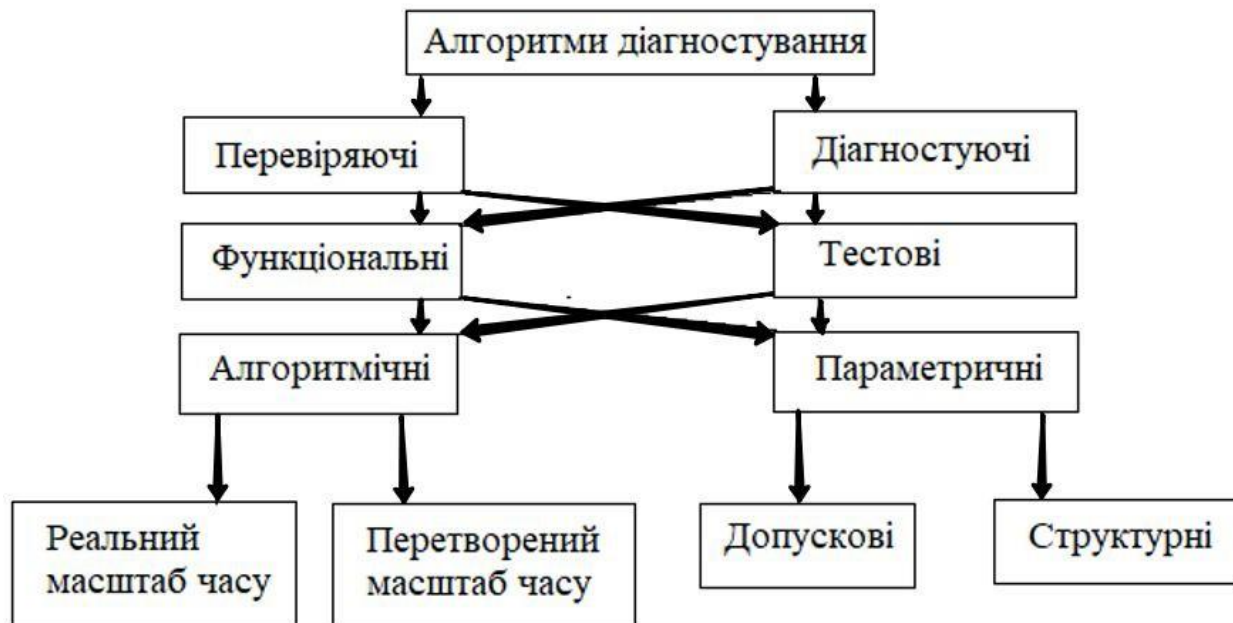 Алгоритми діагностування
Перевіряючі
Діагностуючі
Функціональні
Тестові
Алгоритмічні
Параметричні
Реальний
масштаб часу
Перетворений
масштаб часу
Допускові
Структурні